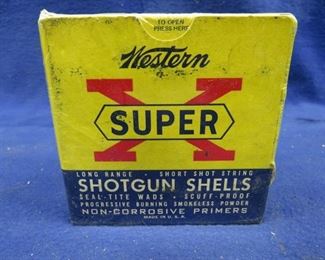 TO OPEN
PRESS HERE
Western
SUPER X
LONG RANGE - SHORT SHOT STRING
SHOTGUN SHELLS
SEAL-TITE WADS - SCUFF-PROOF
PROGRESSIVE BURNING SMOKELESS POWDER
NON-CORROSIVE PRIMERS
MADE IN U.S.A.